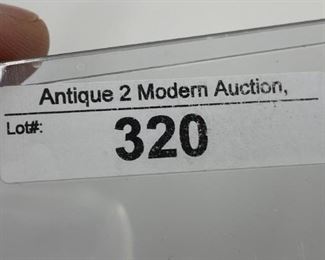 Antique 2 Modern Auction,
Lot#:
320